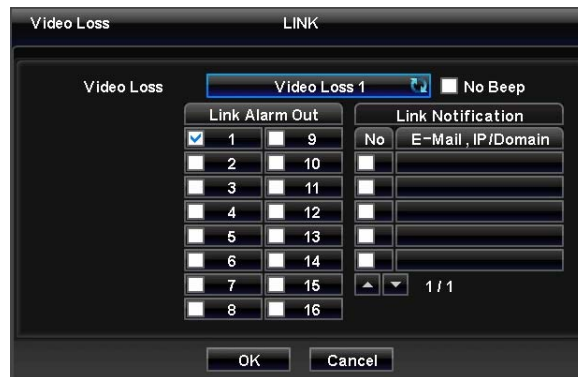 Video Loss LINK
Video Loss Video Loss 1 No Beep
Link Alarm Out Link Notification
1 9 No E-Mail , IP/Domain
2 10
3 11
4 12
5 13
6 14
7 15 1/1
8 16
OK Cancel